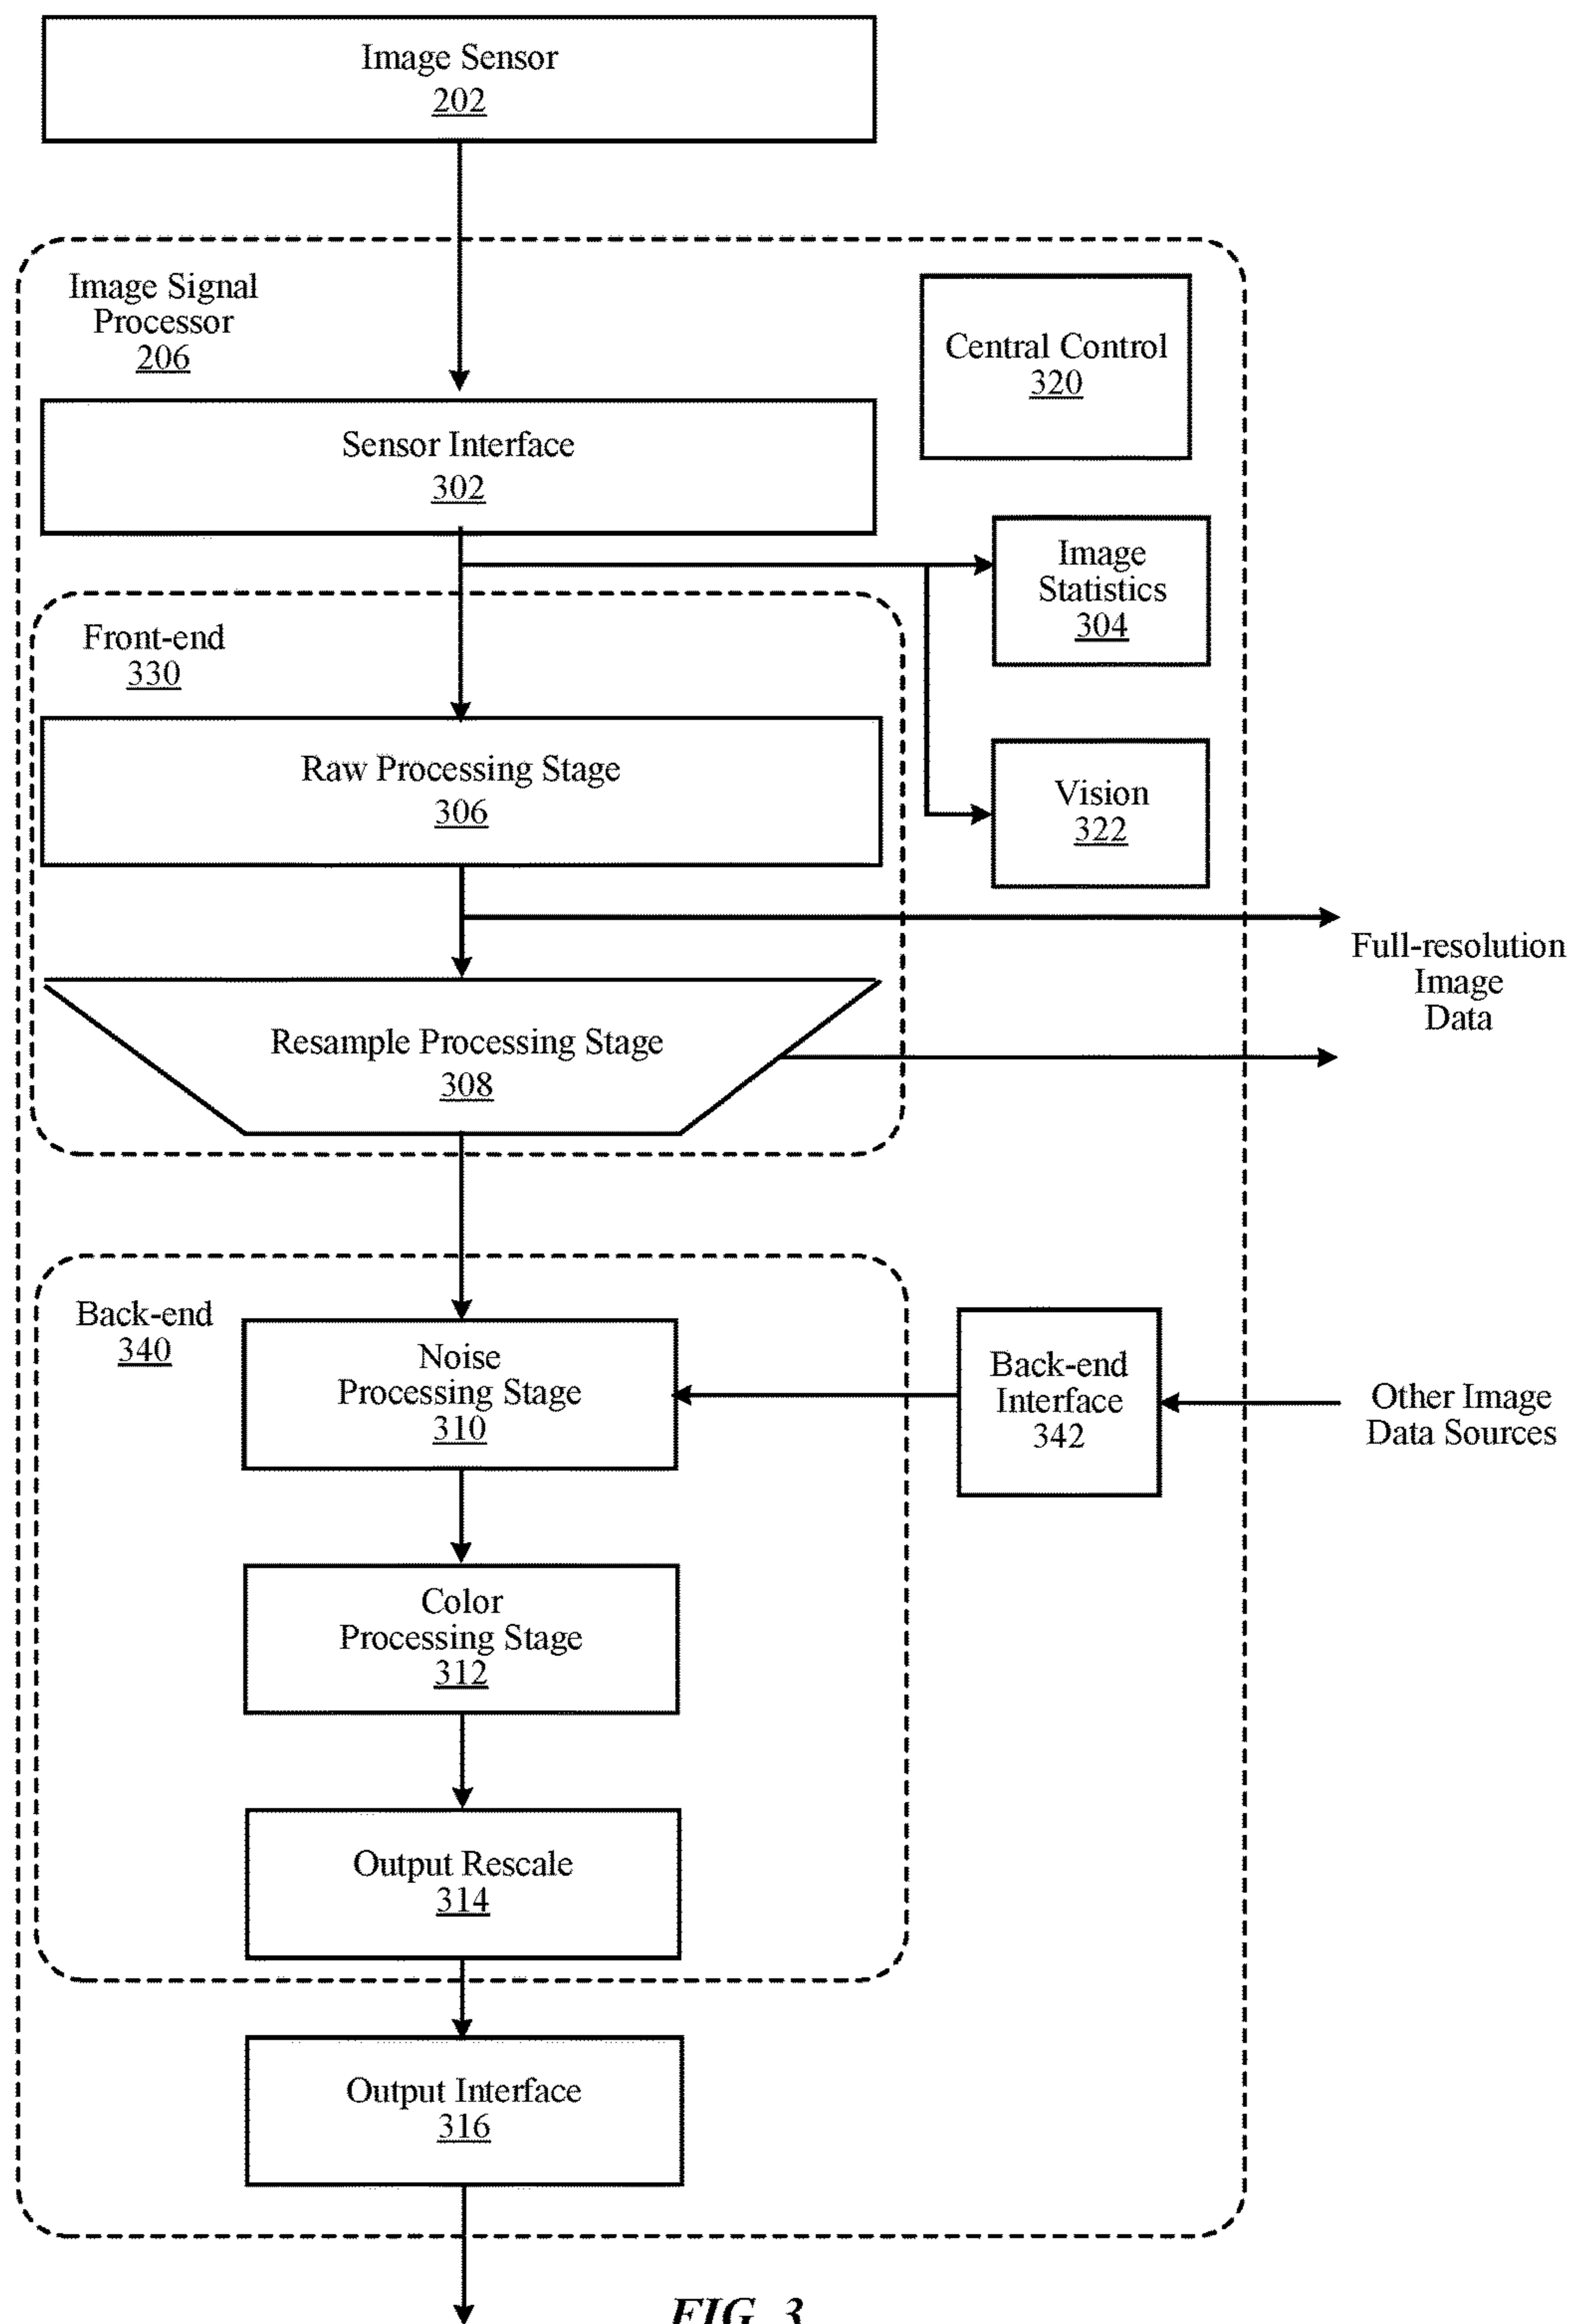 Image Sensor
202
Image Signal
Processor
206
Central Control
320
Sensor Interface
302
Image
Statistics
304
Front-end
330
Raw Processing Stage
306
Vision
322
Full-resolution
Image
Data
Resample Processing Stage
308
Back-end
340
Noise
Processing Stage
310
Back-end
Interface
342
Other Image
Data Sources
Color
Processing Stage
312
Output Rescale
314
Output Interface
316
FIG. 3